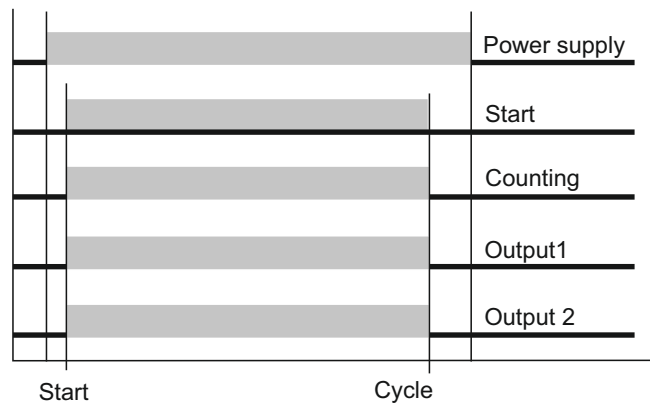 Power supply
Start
Counting
Output1
Output 2
Start
Cycle